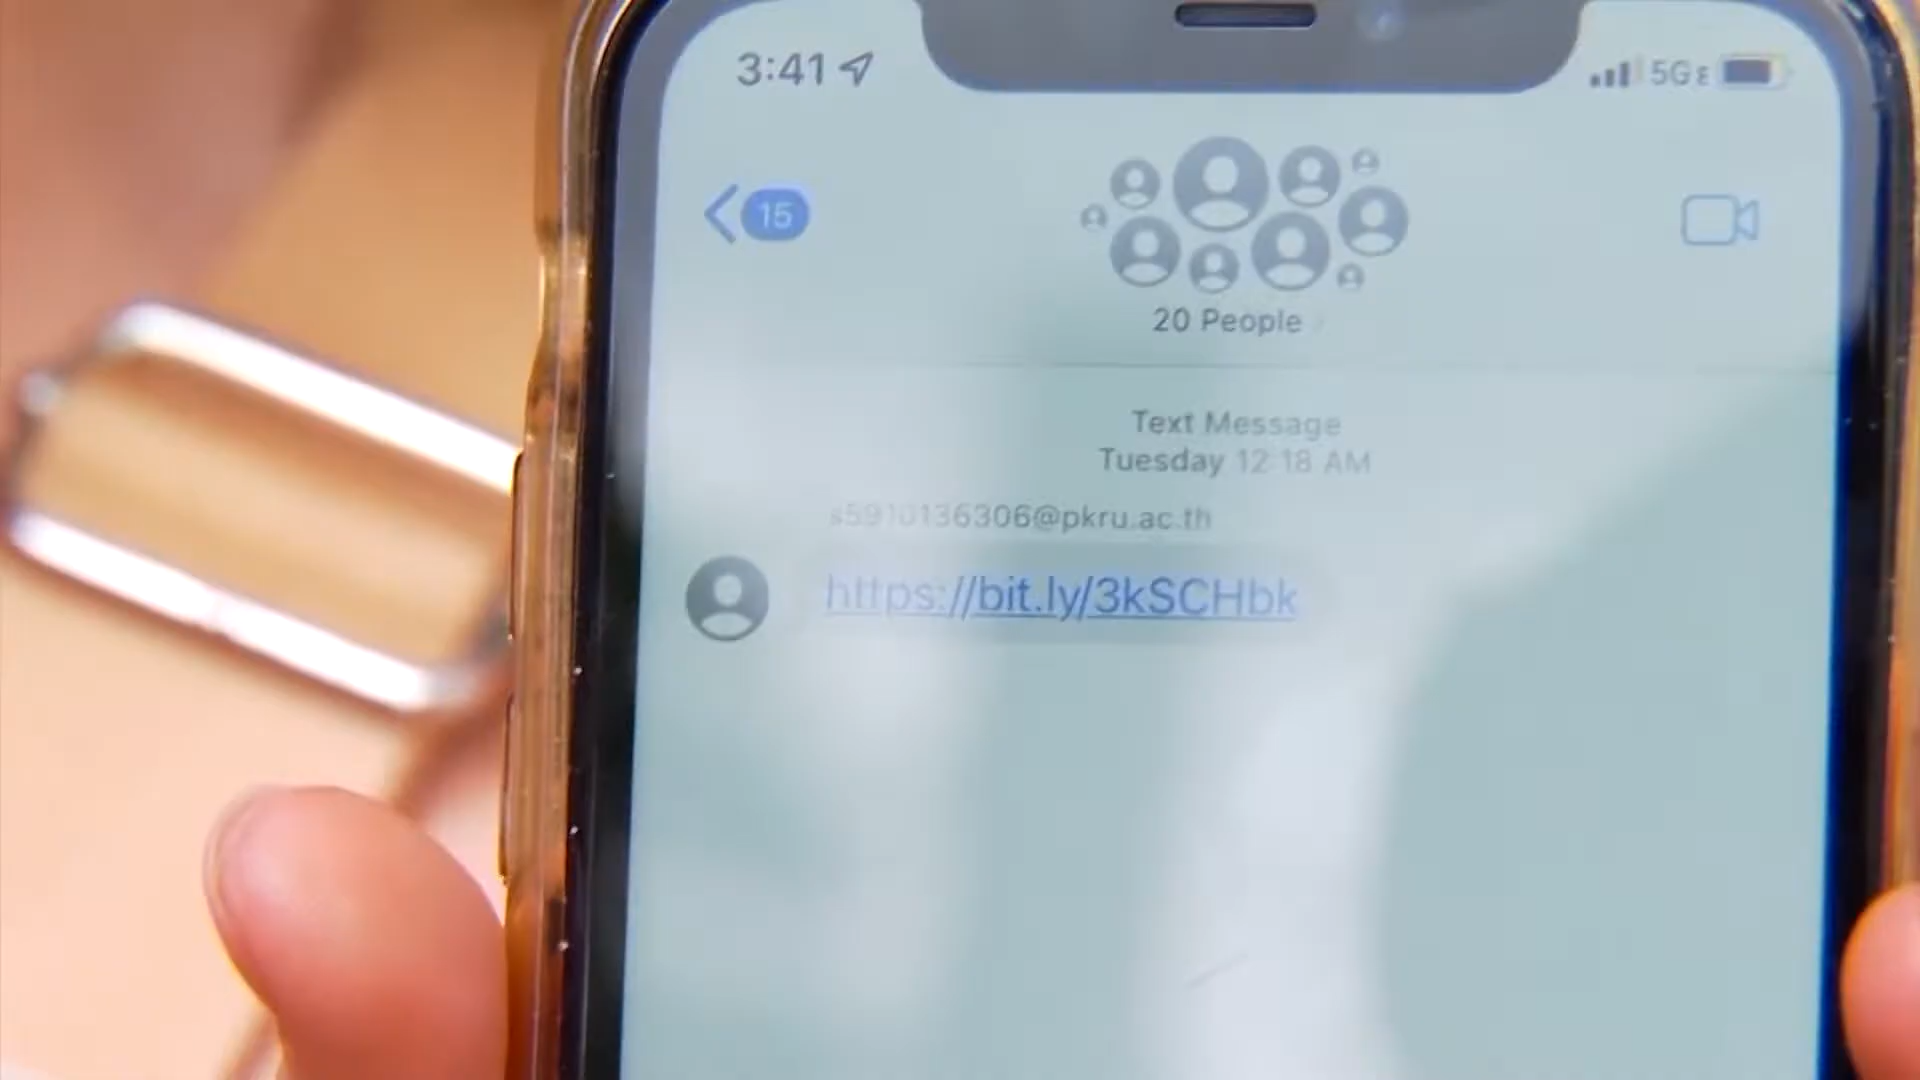 3:41
5G E
15
20 People
Text Message
Tuesday 12:18 AM
s5910136306@pkru.ac.th
https://bit.ly/3kSCHbk